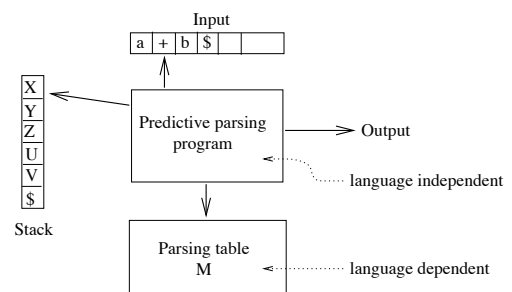 Input
a + b $
X
Y
Z
U
V
$
Stack
Predictive parsing
program
Output
language independent
Parsing table
M
language dependent